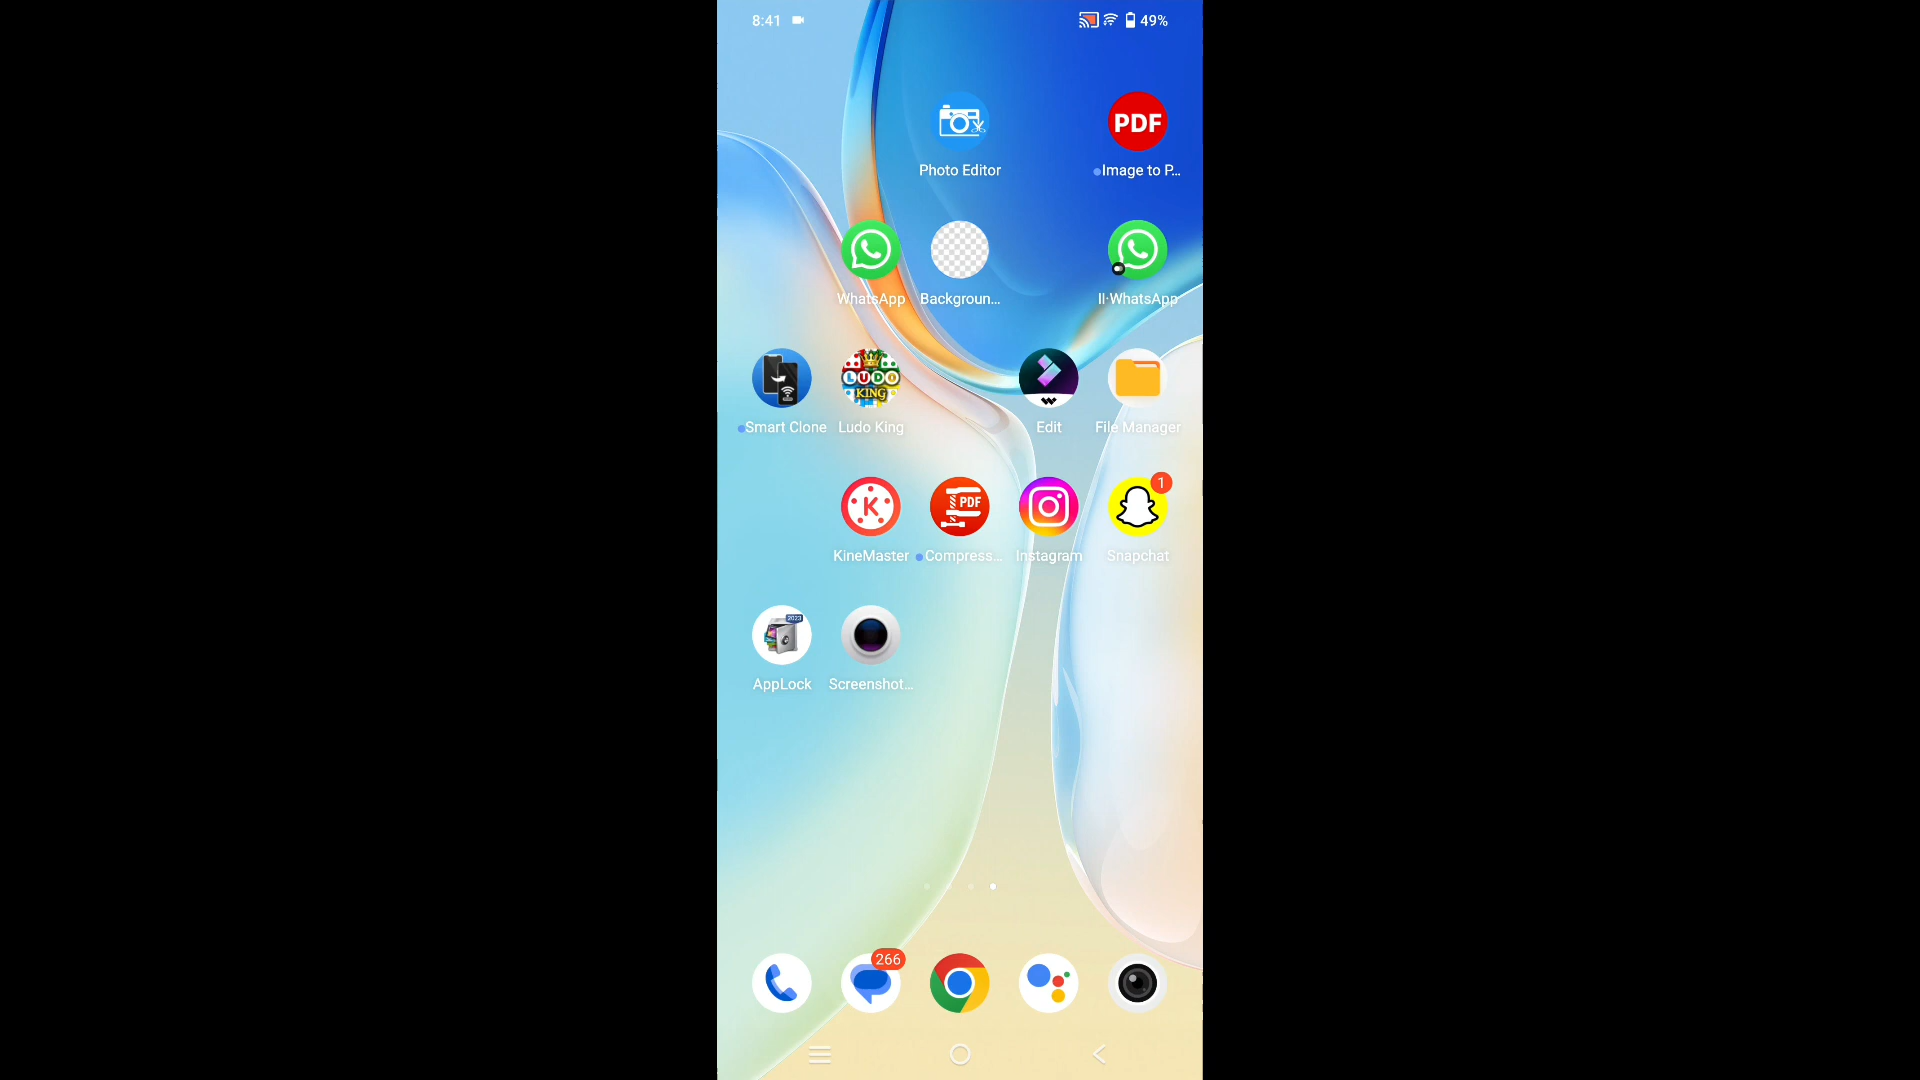 8:41 49%
PDF
Photo Editor Image to P...
WhatsApp Backgroun... II·WhatsApp
LUDO
KING
Smart Clone Ludo King Edit File Manager
K PDF 1
KineMaster Compress... Instagram Snapchat
2023
AppLock Screenshot...
266